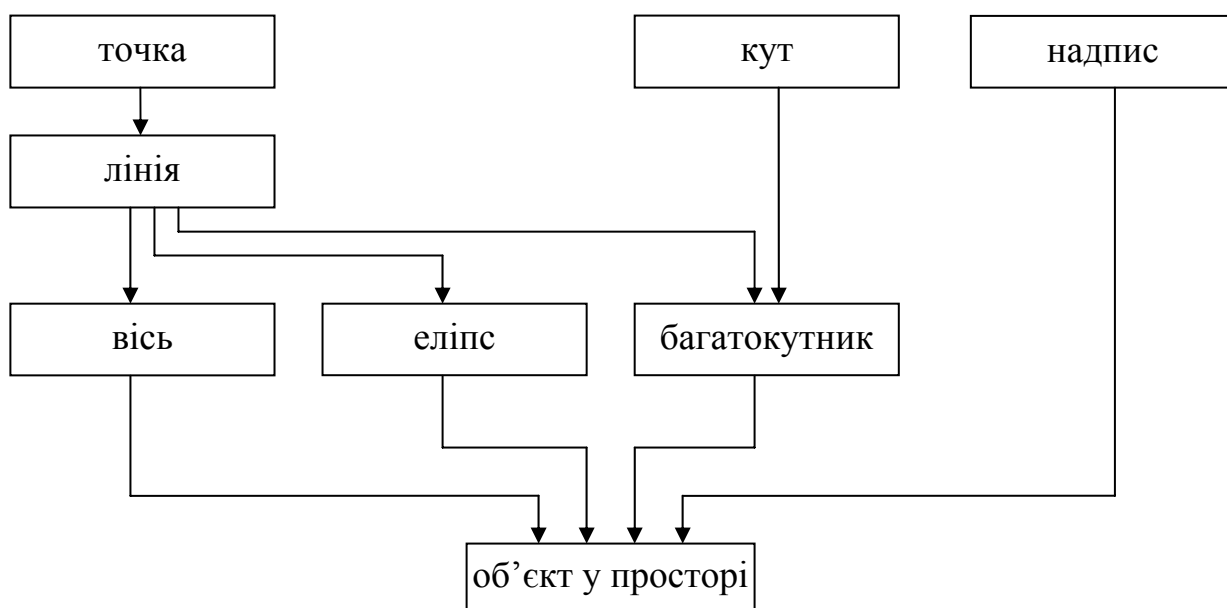 точка
кут
надпис
лінія
вісь
еліпс
багатокутник
об’єкт у просторі